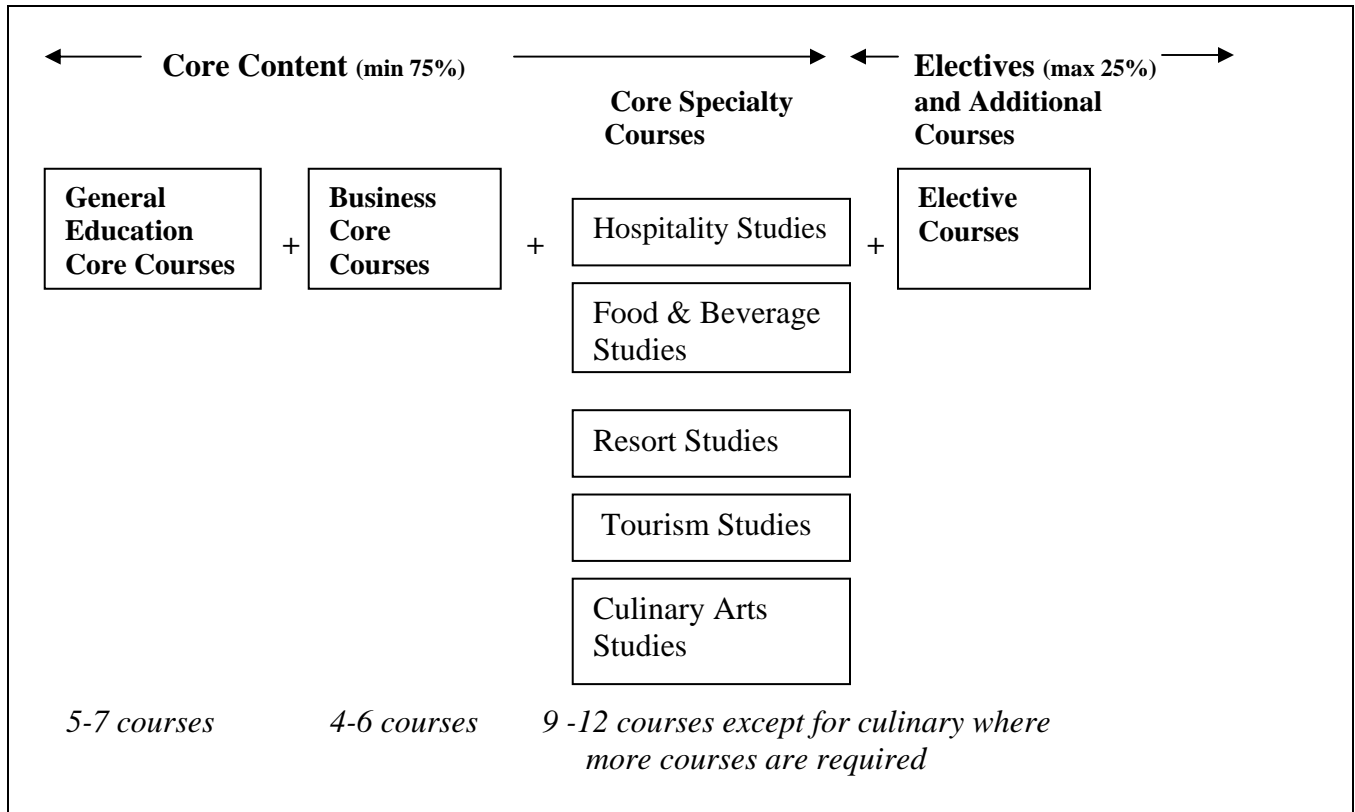 Core Content (min 75%)
Electives (max 25%)
and Additional
Courses
Core Specialty
Courses
General
Education
Core Courses
+
Business
Core
Courses
+
Hospitality Studies
+
Elective
Courses
Food & Beverage
Studies
Resort Studies
Tourism Studies
Culinary Arts
Studies
5-7 courses
4-6 courses
9 -12 courses except for culinary where
more courses are required